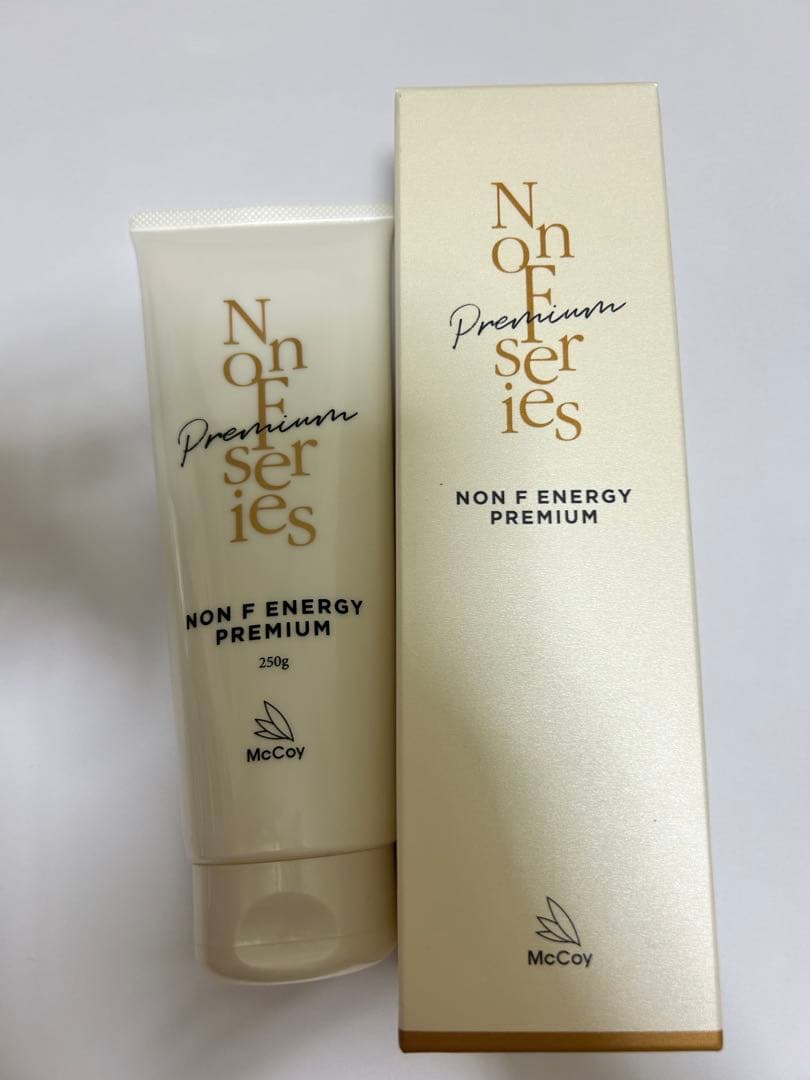 N
on
F
Premium
ser
ies
NON F ENERGY
PREMIUM
250g
McCoy
N
on
F
Premium
ser
ies
NON F ENERGY
PREMIUM
McCoy